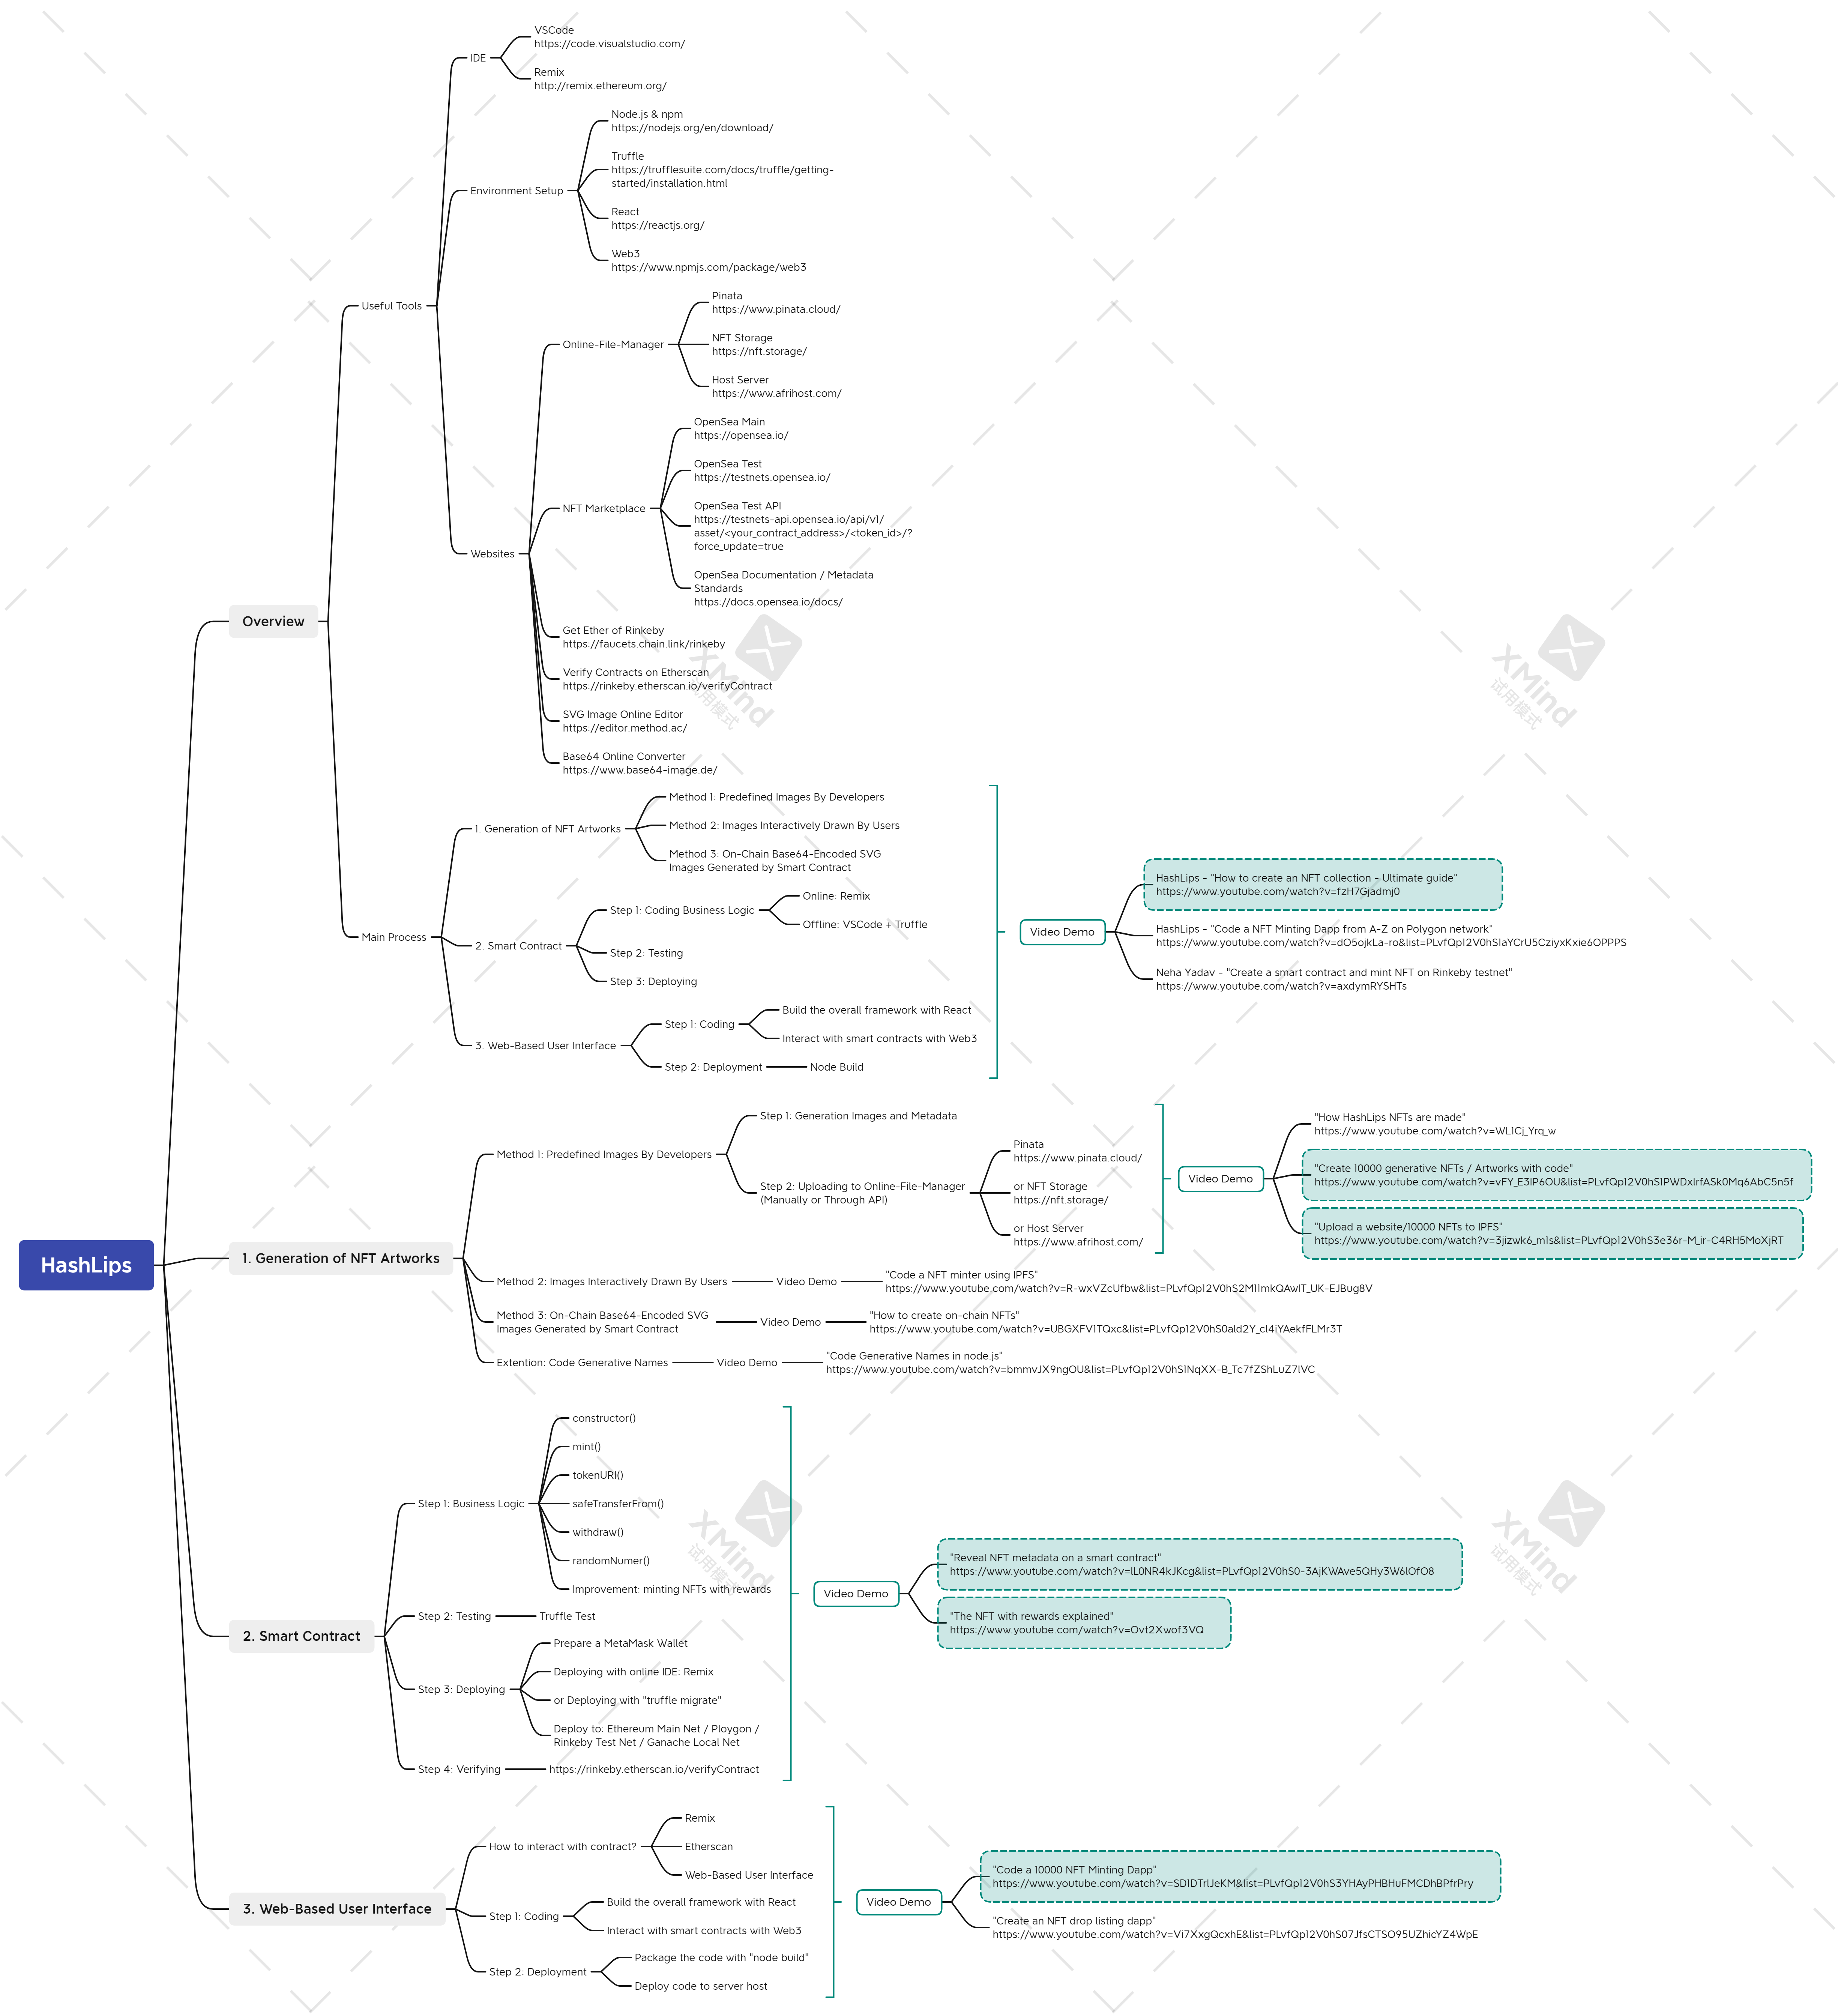 HashLips
Overview
Useful Tools
IDE
VSCode
https://code.visualstudio.com/
Remix
http://remix.ethereum.org/
Environment Setup
Node.js & npm
https://nodejs.org/en/download/
Truffle
https://trufflesuite.com/docs/truffle/getting-
started/installation.html
React
https://reactjs.org/
Web3
https://www.npmjs.com/package/web3
Websites
Online-File-Manager
Pinata
https://www.pinata.cloud/
NFT Storage
https://nft.storage/
Host Server
https://www.afrihost.com/
NFT Marketplace
OpenSea Main
https://opensea.io/
OpenSea Test
https://testnets.opensea.io/
OpenSea Test API
https://testnets-api.opensea.io/api/v1/
asset/<your_contract_address>/<token_id>/?
force_update=true
OpenSea Documentation / Metadata
Standards
https://docs.opensea.io/docs/
Get Ether of Rinkeby
https://faucets.chain.link/rinkeby
Verify Contracts on Etherscan
https://rinkeby.etherscan.io/verifyContract
SVG Image Online Editor
https://editor.method.ac/
Base64 Online Converter
https://www.base64-image.de/
Main Process
1. Generation of NFT Artworks
Method 1: Predefined Images By Developers
Method 2: Images Interactively Drawn By Users
Method 3: On-Chain Base64-Encoded SVG
Images Generated by Smart Contract
2. Smart Contract
Step 1: Coding Business Logic
Online: Remix
Offline: VSCode + Truffle
Step 2: Testing
Step 3: Deploying
3. Web-Based User Interface
Step 1: Coding
Build the overall framework with React
Interact with smart contracts with Web3
Step 2: Deployment
Node Build
Video Demo
HashLips - "How to create an NFT collection - Ultimate guide"
https://www.youtube.com/watch?v=fzH7Gjadmj0
HashLips - "Code a NFT Minting Dapp from A-Z on Polygon network"
https://www.youtube.com/watch?v=dO5ojkLa-ro&list=PLvfQp12V0hS1aYCrU5CziyxKxie6OPPPS
Neha Yadav - "Create a smart contract and mint NFT on Rinkeby testnet"
https://www.youtube.com/watch?v=axdymRYSHTs
1. Generation of NFT Artworks
Method 1: Predefined Images By Developers
Step 1: Generation Images and Metadata
Step 2: Uploading to Online-File-Manager
(Manually or Through API)
Pinata
https://www.pinata.cloud/
or NFT Storage
https://nft.storage/
or Host Server
https://www.afrihost.com/
Video Demo
"How HashLips NFTs are made"
https://www.youtube.com/watch?v=WL1Cj_Yrq_w
"Create 10000 generative NFTs / Artworks with code"
https://www.youtube.com/watch?v=vFY_E3lP6OU&list=PLvfQp12V0hS1PWDxlrfASk0Mq6AbC5n5f
"Upload a website/10000 NFTs to IPFS"
https://www.youtube.com/watch?v=3jizwk6_m1s&list=PLvfQp12V0hS3e36r-M_ir-C4RH5MoXjRT
Method 2: Images Interactively Drawn By Users
Video Demo
"Code a NFT minter using IPFS"
https://www.youtube.com/watch?v=R-wxVZcUfbw&list=PLvfQp12V0hS2Ml1mkQAwlT_UK-EJBug8V
Method 3: On-Chain Base64-Encoded SVG
Images Generated by Smart Contract
Video Demo
"How to create on-chain NFTs"
https://www.youtube.com/watch?v=UBGXFV1TQxc&list=PLvfQp12V0hS0ald2Y_cl4iYAekfFLMr3T
Extention: Code Generative Names
Video Demo
"Code Generative Names in node.js"
https://www.youtube.com/watch?v=bmmvJX9ngOU&list=PLvfQp12V0hS1NqXX-B_Tc7fZShLuZ7lVC
2. Smart Contract
Step 1: Business Logic
constructor()
mint()
tokenURI()
safeTransferFrom()
withdraw()
randomNumer()
Improvement: minting NFTs with rewards
Step 2: Testing
Truffle Test
Step 3: Deploying
Prepare a MetaMask Wallet
Deploying with online IDE: Remix
or Deploying with "truffle migrate"
Deploy to: Ethereum Main Net / Ploygon /
Rinkeby Test Net / Ganache Local Net
Step 4: Verifying
https://rinkeby.etherscan.io/verifyContract
Video Demo
"Reveal NFT metadata on a smart contract"
https://www.youtube.com/watch?v=lL0NR4kJKcg&list=PLvfQp12V0hS0-3AjKWAve5QHy3W6lOfO8
"The NFT with rewards explained"
https://www.youtube.com/watch?v=Ovt2Xwof3VQ
3. Web-Based User Interface
How to interact with contract?
Remix
Etherscan
Web-Based User Interface
Step 1: Coding
Build the overall framework with React
Interact with smart contracts with Web3
Step 2: Deployment
Package the code with "node build"
Deploy code to server host
Video Demo
"Code a 10000 NFT Minting Dapp"
https://www.youtube.com/watch?v=SD1DTrlJeKM&list=PLvfQp12V0hS3YHAyPHBHuFMCDhBPfrPry
"Create an NFT drop listing dapp"
https://www.youtube.com/watch?v=Vi7XxgQcxhE&list=PLvfQp12V0hS07JfsCTSO95UZhicYZ4WpE
XMind
试用模式
XMind
试用模式
XMind
试用模式
XMind
试用模式